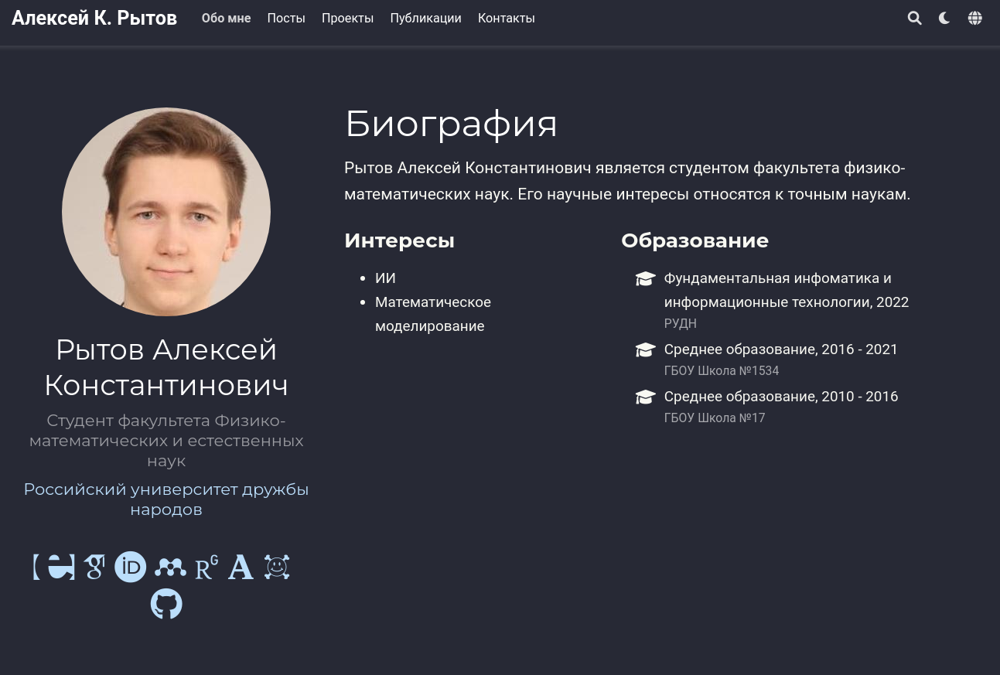 Алексей К. Рытов
Обо мне Посты Проекты Публикации Контакты
Рытов Алексей
Константинович
Студент факультета Физико-
математических и естественных
наук
Российский университет дружбы
народов
Биография
Рытов Алексей Константинович является студентом факультета физико-
математических наук. Его научные интересы относятся к точным наукам.
Интересы
ИИ
Математическое
моделирование
Образование
Фундаментальная инфоматика и
информационные технологии, 2022
РУДН
Среднее образование, 2016 - 2021
ГБОУ Школа №1534
Среднее образование, 2010 - 2016
ГБОУ Школа №17